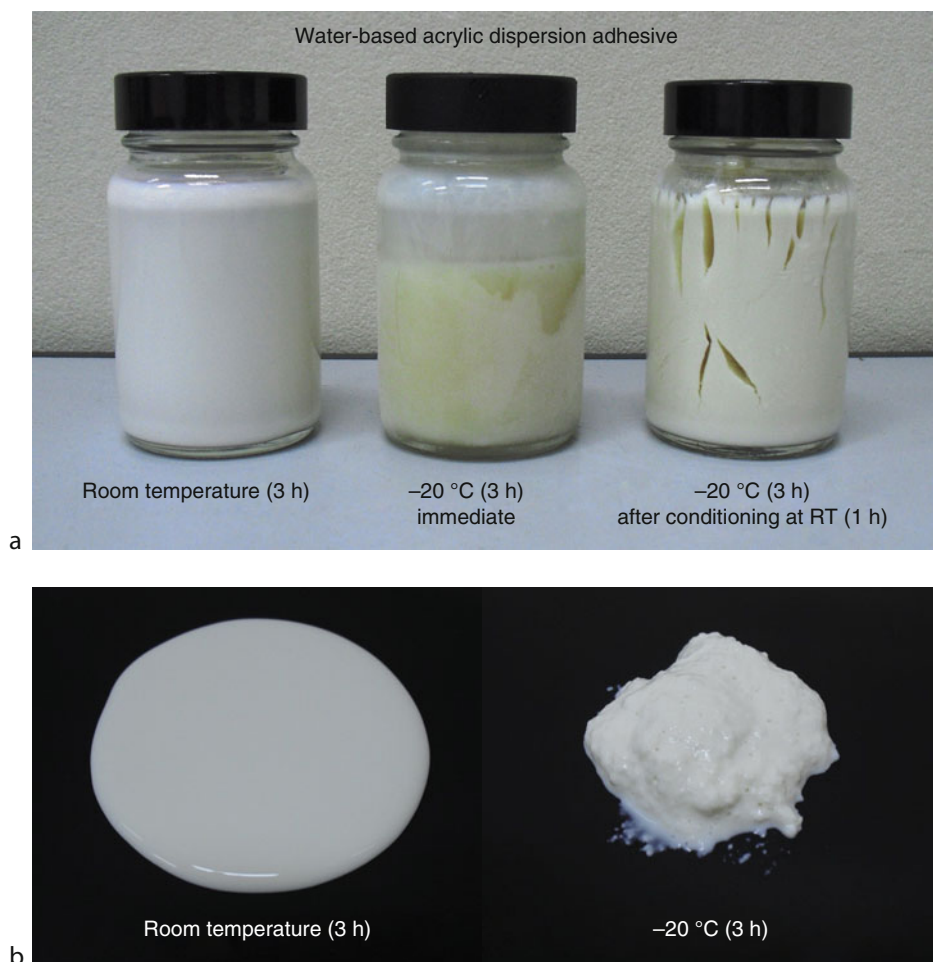 Water-based acrylic dispersion adhesive
Room temperature (3 h)
–20 °C (3 h)
immediate
–20 °C (3 h)
after conditioning at RT (1 h)
a
Room temperature (3 h)
–20 °C (3 h)
b